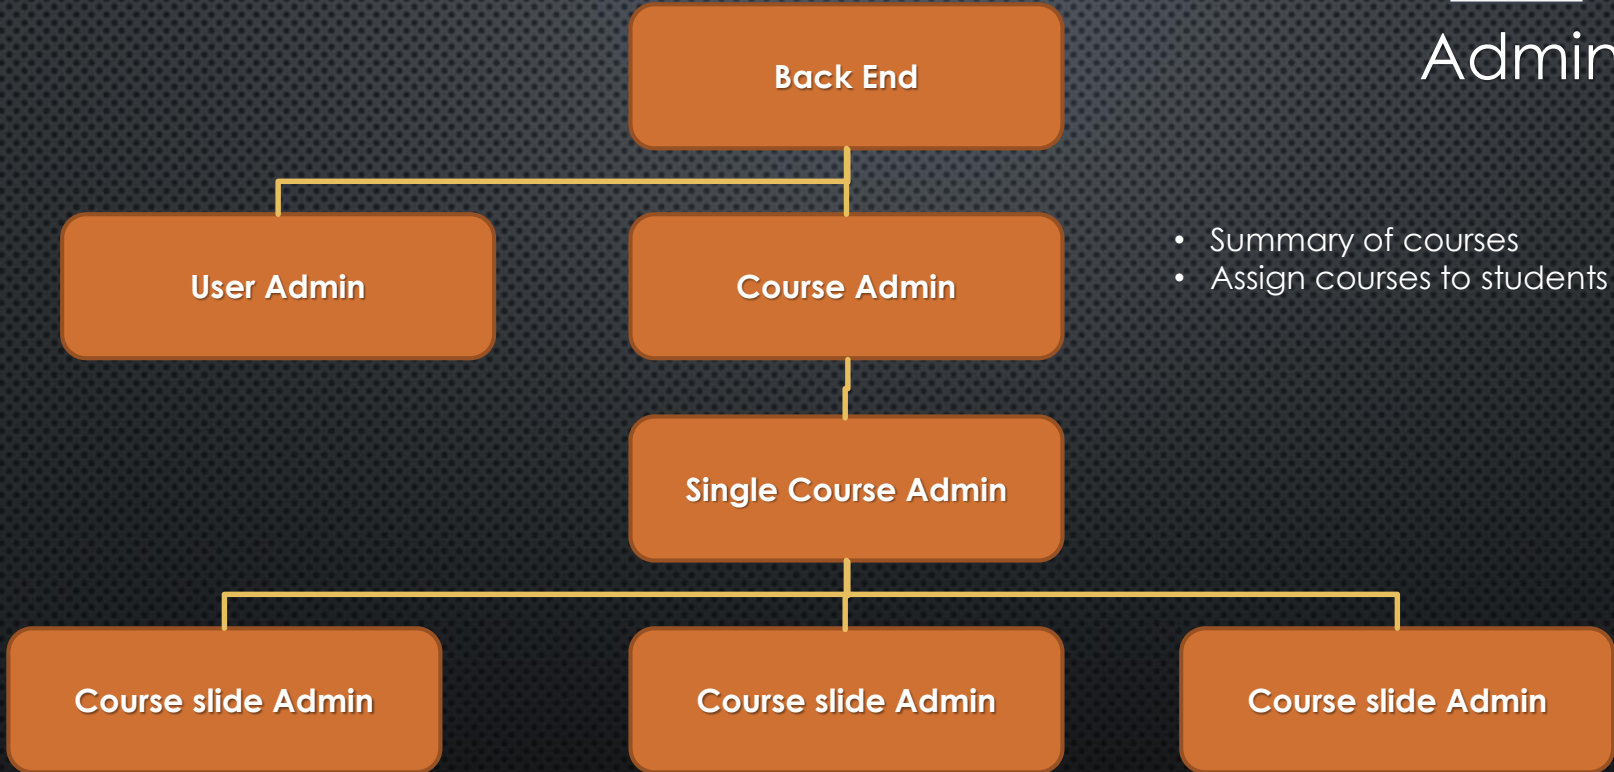 Admin
Back End
User Admin
Course Admin
• Summary of courses
• Assign courses to students
Single Course Admin
Course slide Admin
Course slide Admin
Course slide Admin